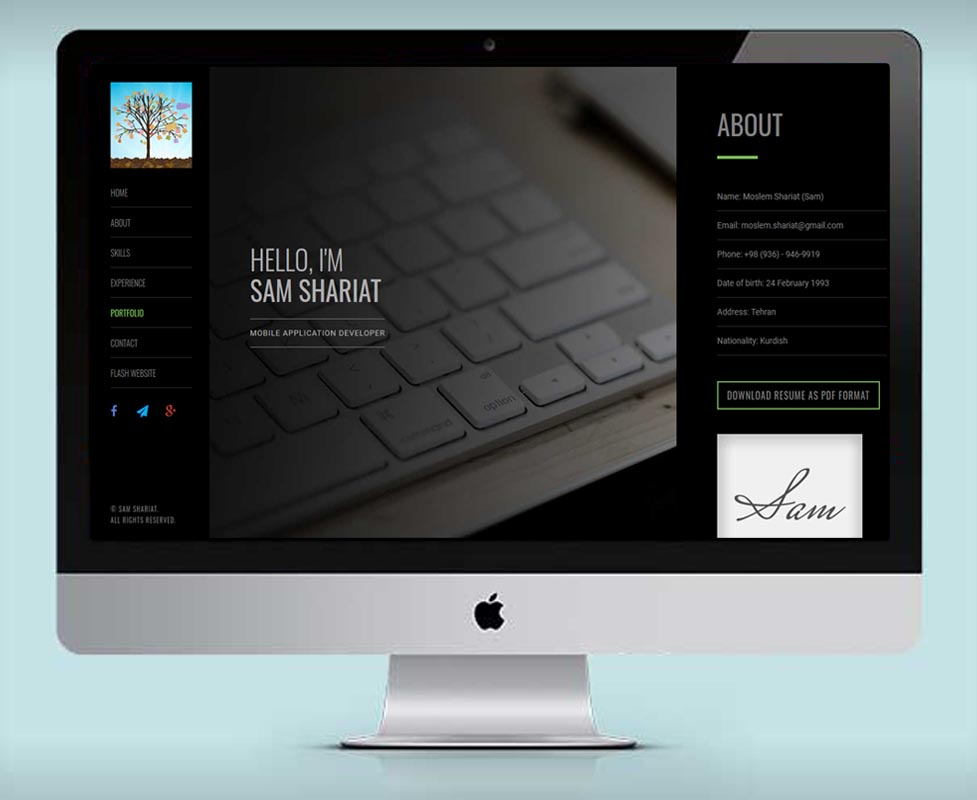 HOME
ABOUT
SKILLS
EXPERIENCE
PORTFOLIO
CONTACT
FLASH WEBSITE
© SAM SHARIAT.
ALL RIGHTS RESERVED.
HELLO, I'M
SAM SHARIAT
MOBILE APPLICATION DEVELOPER
alt
option
command
ABOUT
Name: Moslem Shariat (Sam)
Email: moslem.shariat@gmail.com
Phone: +98 (936) - 946-9919
Date of birth: 24 February 1993
Address: Tehran
Nationality: Kurdish
DOWNLOAD RESUME AS PDF FORMAT
Sam